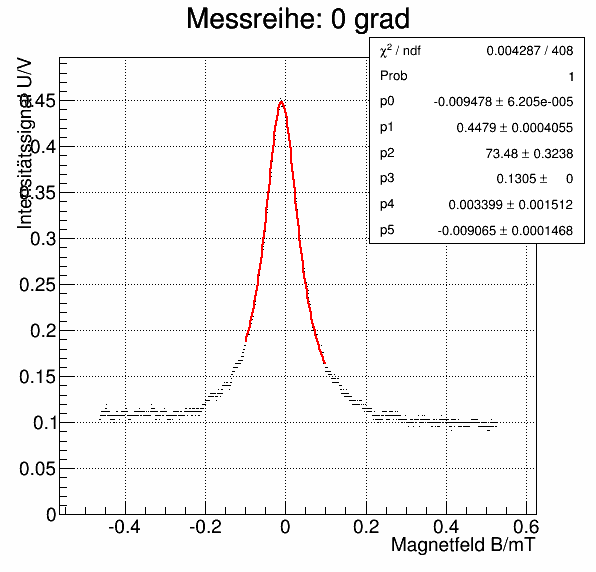 Messreihe: 0 grad
χ² / ndf 0.004287 / 408
Prob 1
p0 -0.009478 ± 6.205e-005
p1 0.4479 ± 0.0004055
p2 73.48 ± 0.3238
p3 0.1305 ± 0
p4 0.003399 ± 0.001512
p5 -0.009065 ± 0.0001468
Intensitätssignal U/V
0.45
0.4
0.35
0.3
0.25
0.2
0.15
0.1
0.05
0
-0.4 -0.2 0 0.2 0.4 0.6
Magnetfeld B/mT